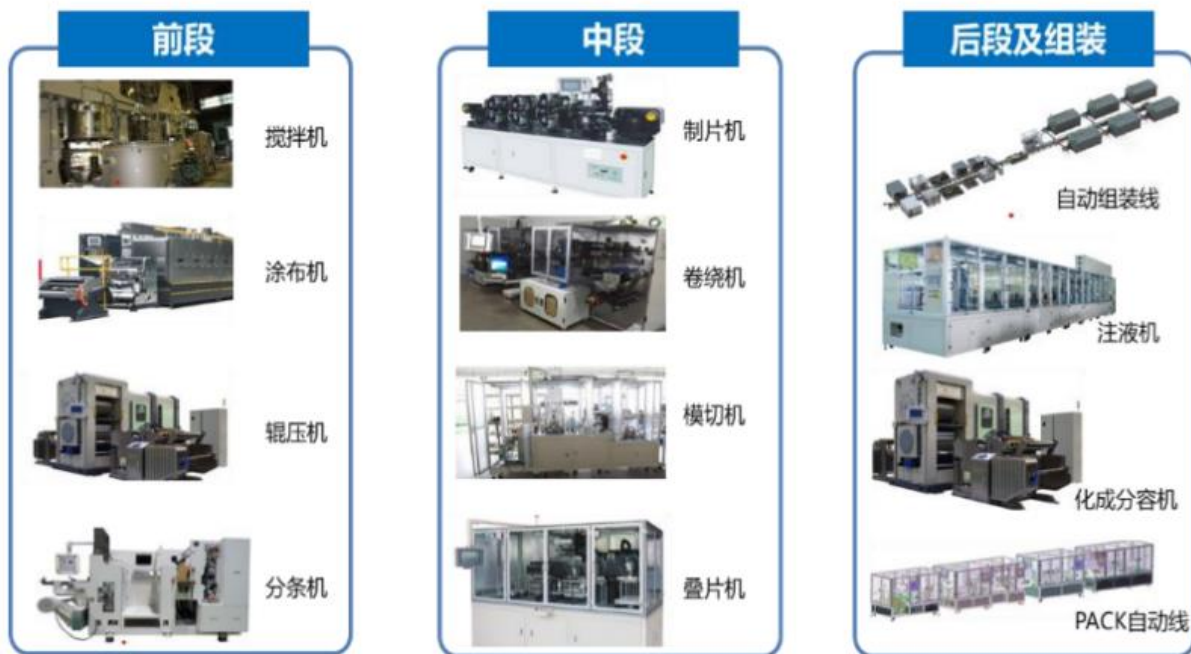 前段
搅拌机
涂布机
辊压机
分条机
中段
制片机
卷绕机
模切机
叠片机
后段及组装
自动组装线
注液机
化成分容机
PACK自动线